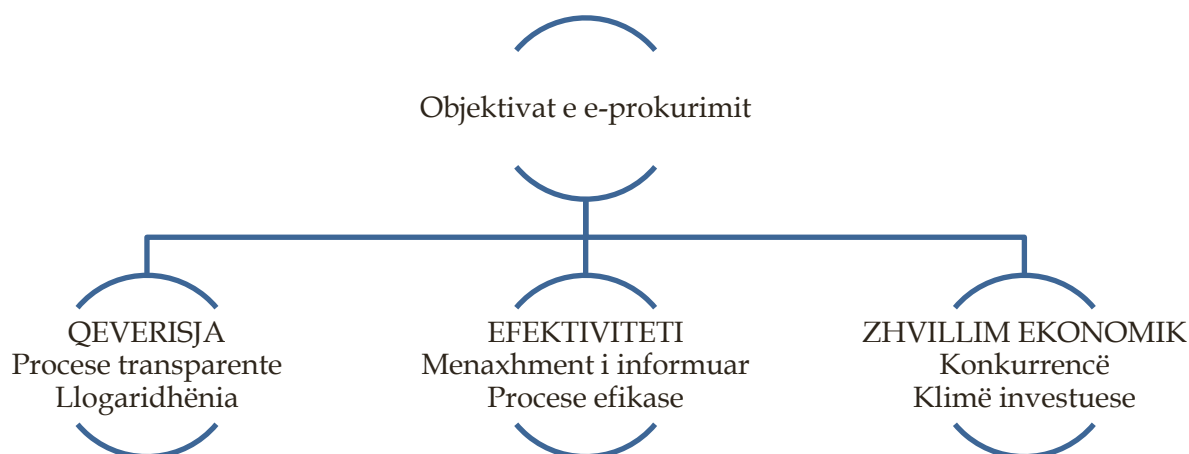 Objektivat e e-prokurimit
QEVERISJA
Procese transparente
Llogaridhënia
EFEKTIVITETI
Menaxhment i informuar
Procese efikase
ZHVILLIM EKONOMIK
Konkurrencë
Klimë investuese